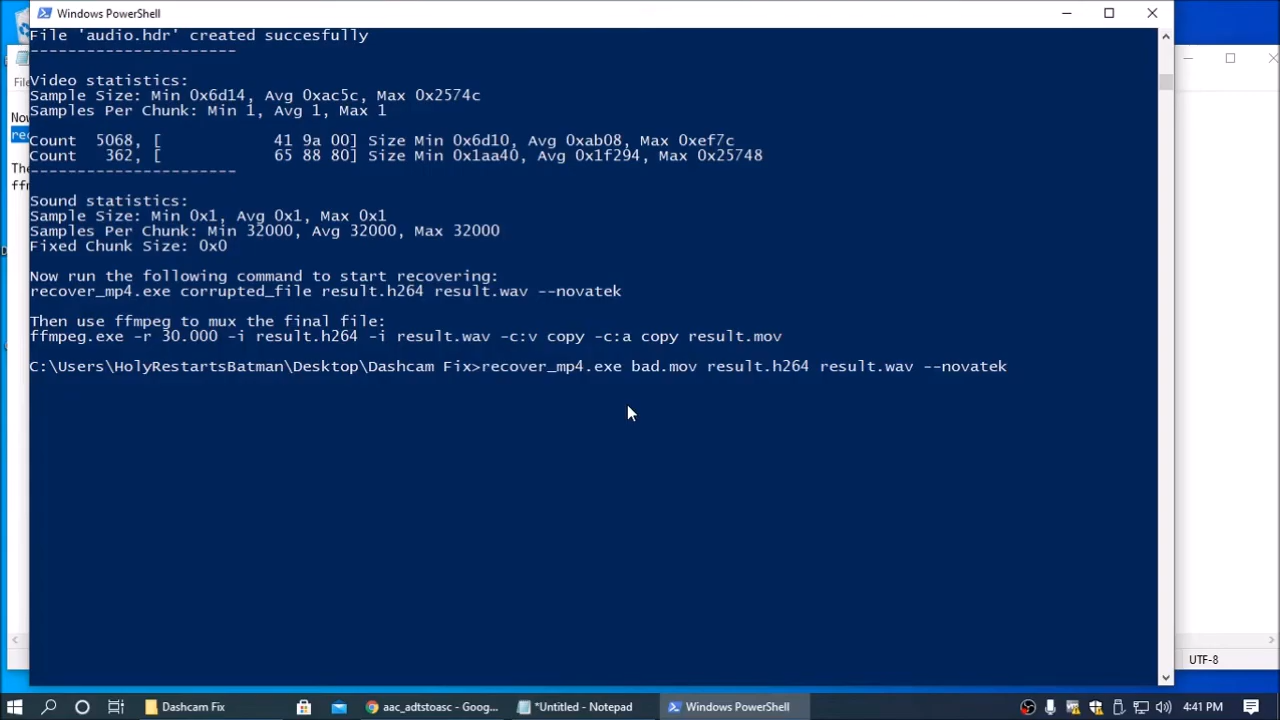 Windows PowerShell
File 'audio.hdr' created succesfully
----------------------
Video statistics:
Sample Size: Min 0x6d14, Avg 0xac5c, Max 0x2574c
Samples Per Chunk: Min 1, Avg 1, Max 1
Count  5068, [          41 9a 00] Size Min 0x6d10, Avg 0xab08, Max 0xef7c
Count   362, [          65 88 80] Size Min 0x1aa40, Avg 0x1f294, Max 0x25748
----------------------
Sound statistics:
Sample Size: Min 0x1, Avg 0x1, Max 0x1
Samples Per Chunk: Min 32000, Avg 32000, Max 32000
Fixed Chunk Size: 0x0
Now run the following command to start recovering:
recover_mp4.exe corrupted_file result.h264 result.wav --novatek
Then use ffmpeg to mux the final file:
ffmpeg.exe -r 30.000 -i result.h264 -i result.wav -c:v copy -c:a copy result.mov
C:\Users\HolyRestartsBatman\Desktop\Dashcam Fix>recover_mp4.exe bad.mov result.h264 result.wav --novatek
UTF-8
Dashcam Fix
aac_adtstoasc - Goog...
*Untitled - Notepad
Windows PowerShell
4:41 PM